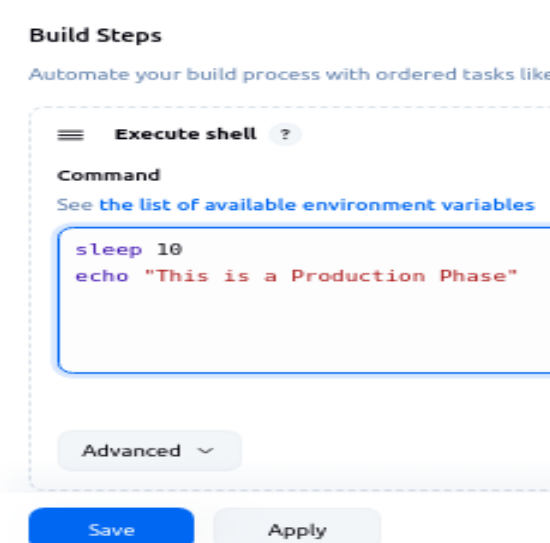 Build Steps
Automate your build process with ordered tasks like
Execute shell ?
Command
See the list of available environment variables
sleep 10
echo "This is a Production Phase"
Advanced
Save
Apply